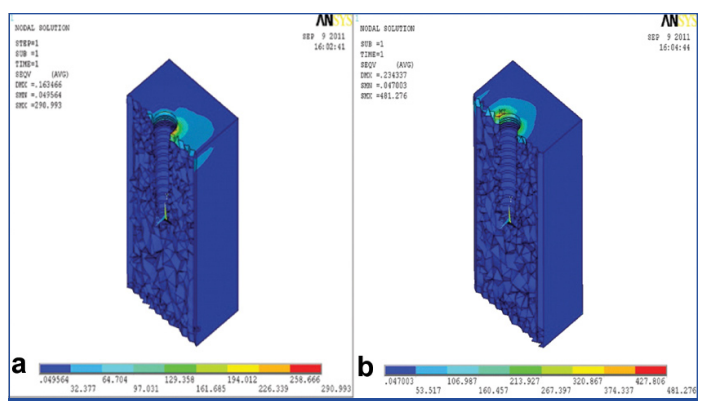 ANSYS
NODAL SOLUTION
SEP 9 2011
16:02:41
STEP=1
SUB =1
TIME=1
SEQV (AVG)
DMX =.163466
SMN =.049564
SMX =290.993
a
.049564 64.704 129.358 194.012 258.666
32.377 97.031 161.685 226.339 290.993
ANSYS
NODAL SOLUTION
SEP 9 2011
16:04:44
SUB =1
TIME=1
SEQV (AVG)
DMX =.234337
SMN =.047003
SMX =481.276
b
.047003 106.987 213.927 320.867 427.806
53.517 160.457 267.397 374.337 481.276